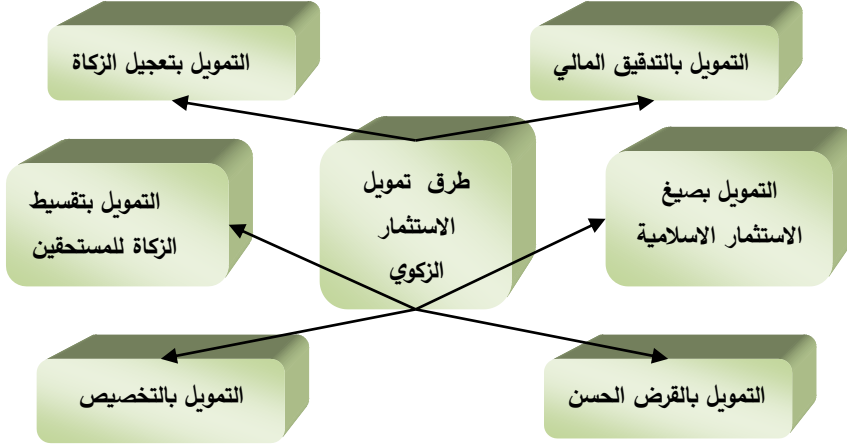 التمويل بالتدقيق المالي
التمويل بتعجيل الزكاة
طرق تمويل
الاستثمار
الزكوي
التمويل بصيغ
الاستثمار الاسلامية
التمويل بتقسيط
الزكاة للمستحقين
التمويل بالقرض الحسن
التمويل بالتخصيص